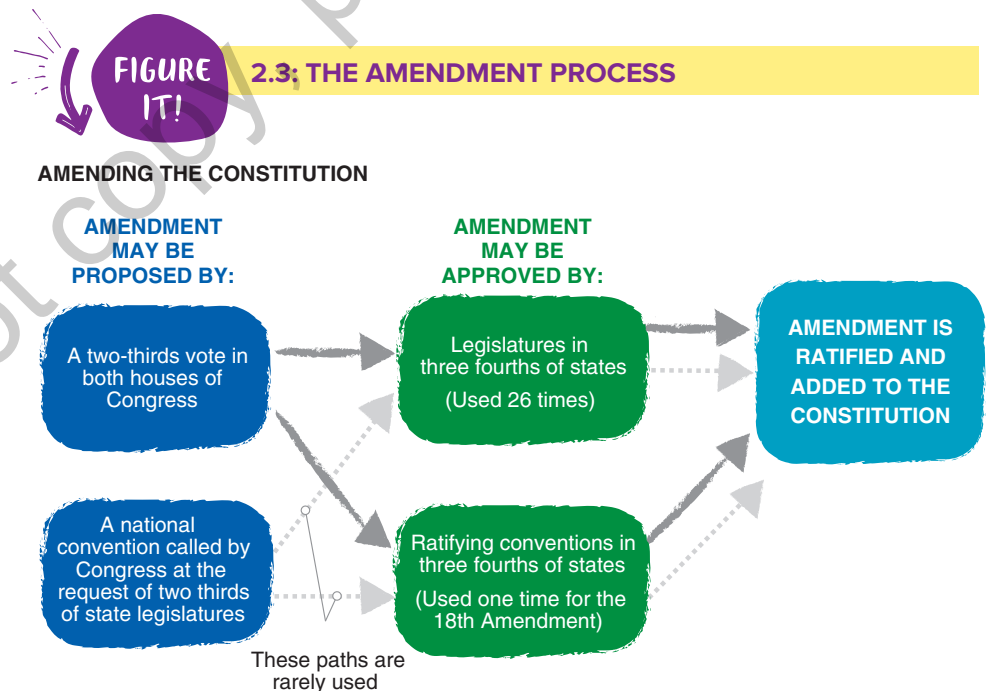 FIGURE
IT!
2.3: THE AMENDMENT PROCESS
AMENDING THE CONSTITUTION
AMENDMENT
MAY BE
PROPOSED BY:
AMENDMENT
MAY BE
APPROVED BY:
A two-thirds vote in
both houses of
Congress
Legislatures in
three fourths of states
(Used 26 times)
AMENDMENT IS
RATIFIED AND
ADDED TO THE
CONSTITUTION
A national
convention called by
Congress at the
request of two thirds
of state legislatures
Ratifying conventions in
three fourths of states
(Used one time for the
18th Amendment)
These paths are
rarely used
copy,